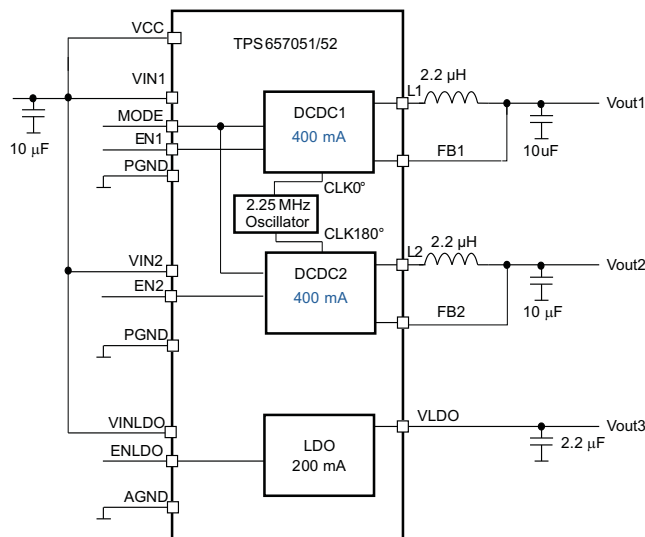 VCC
TPS657051/52
VIN1
L1
2.2 µH
Vout1
MODE
DCDC1
400 mA
10 µF
EN1
FB1
10uF
PGND
CLK0°
2.25 MHz
Oscillator
CLK180°
VIN2
L2
2.2 µH
Vout2
DCDC2
400 mA
EN2
FB2
10 µF
PGND
VINLDO
VLDO
Vout3
LDO
200 mA
ENLDO
2.2 µF
AGND